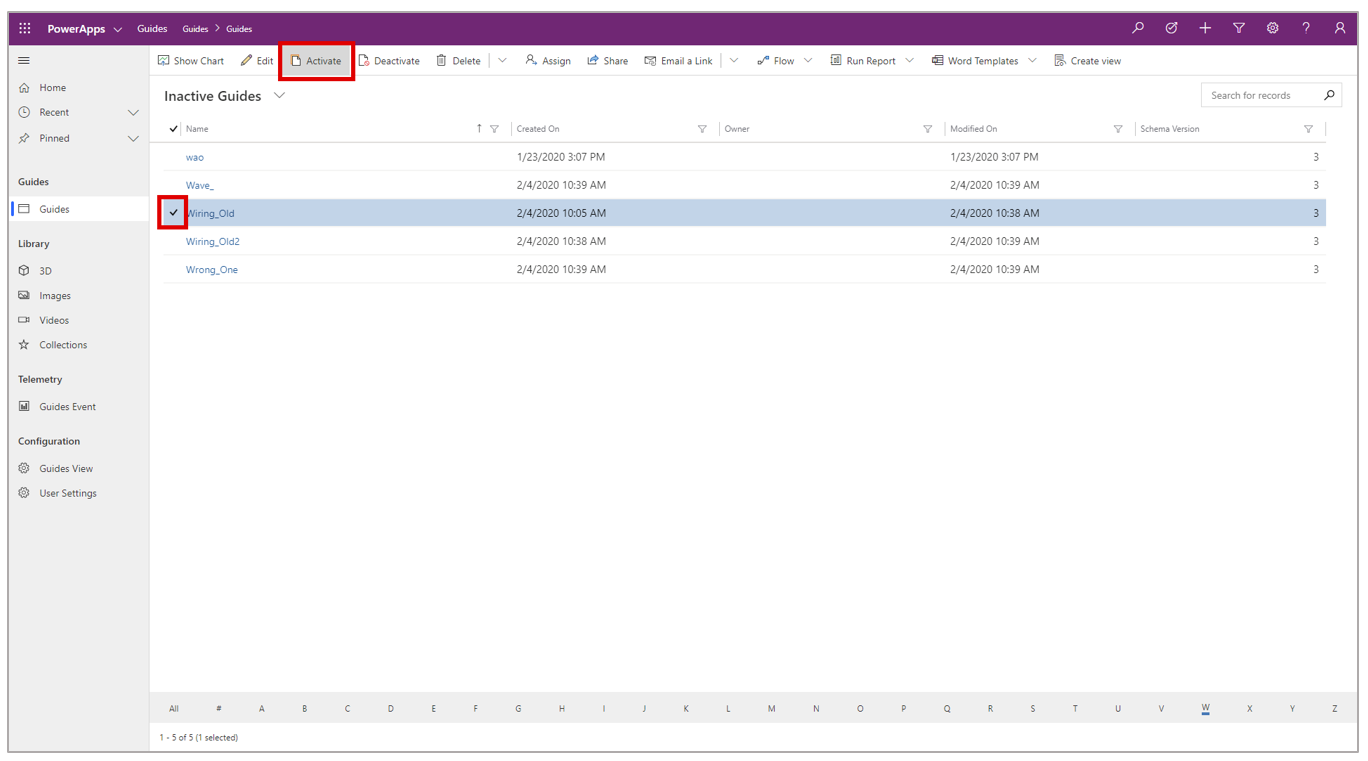 PowerApps Guides Guides > Guides
Show Chart Edit Activate Deactivate Delete Assign Share Email a Link Flow Run Report Word Templates Create view
Home
Recent
Pinned
Guides
Guides
Library
3D
Images
Videos
Collections
Telemetry
Guides Event
Configuration
Guides View
User Settings
Inactive Guides Search for records
Name Created On Owner Modified On Schema Version
wao 1/23/2020 3:07 PM 1/23/2020 3:07 PM 3
Wave_ 2/4/2020 10:39 AM 2/4/2020 10:39 AM 3
Wiring_Old 2/4/2020 10:05 AM 2/4/2020 10:38 AM 3
Wiring_Old2 2/4/2020 10:38 AM 2/4/2020 10:39 AM 3
Wrong_One 2/4/2020 10:39 AM 2/4/2020 10:39 AM 3
All # A B C D E F G H I J K L M N O P Q R S T U V W X Y Z
1 - 5 of 5 (1 selected)